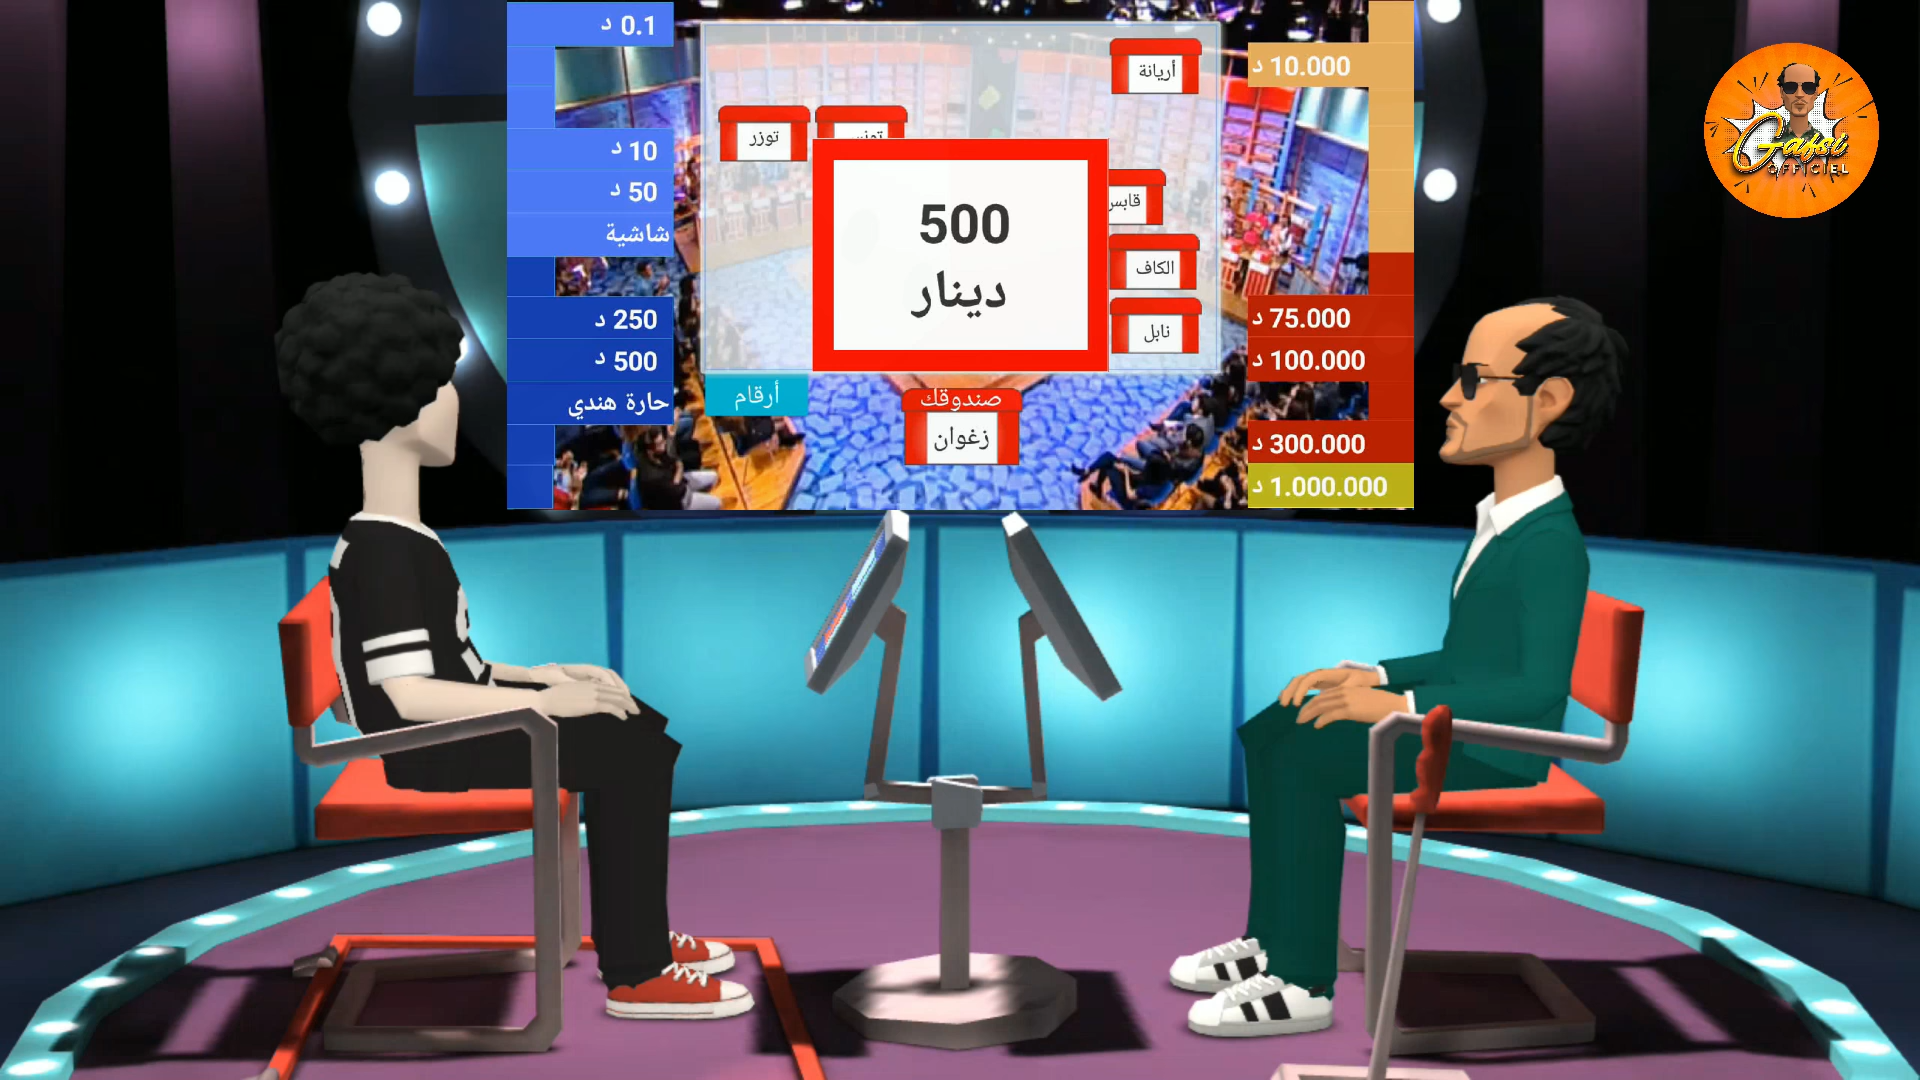 د 0.1
د 10
د 50
شاشية
د 250
د 500
حارة هندي
أريانة
توزر
تونس
قابس
الكاف
نابل
500
دينار
أرقام
صندوقك
زغوان
د 10.000
د 75.000
د 100.000
د 300.000
د 1.000.000
Gafsi
OFFICIEL